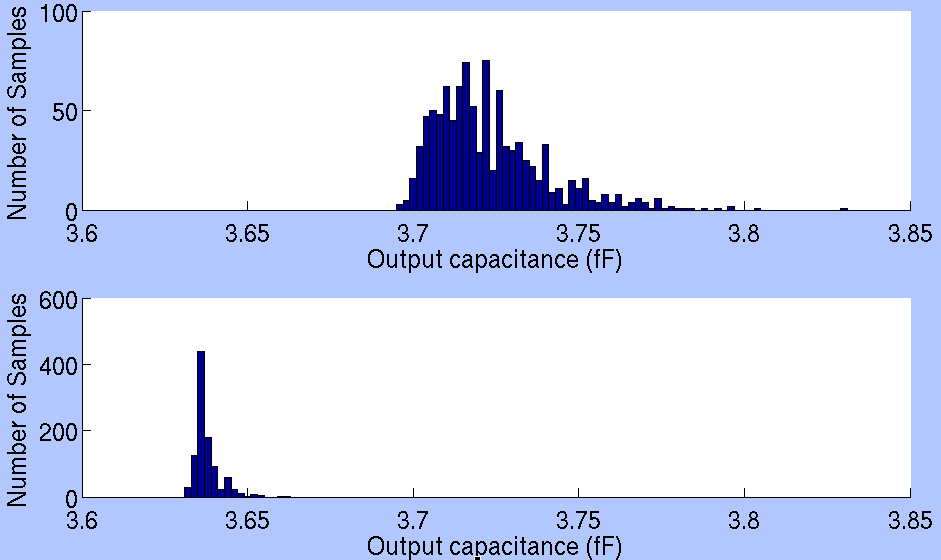 Number of Samples
100
50
0
3.6 3.65 3.7 3.75 3.8 3.85
Output capacitance (fF)
Number of Samples
600
400
200
0
3.6 3.65 3.7 3.75 3.8 3.85
Output capacitance (fF)